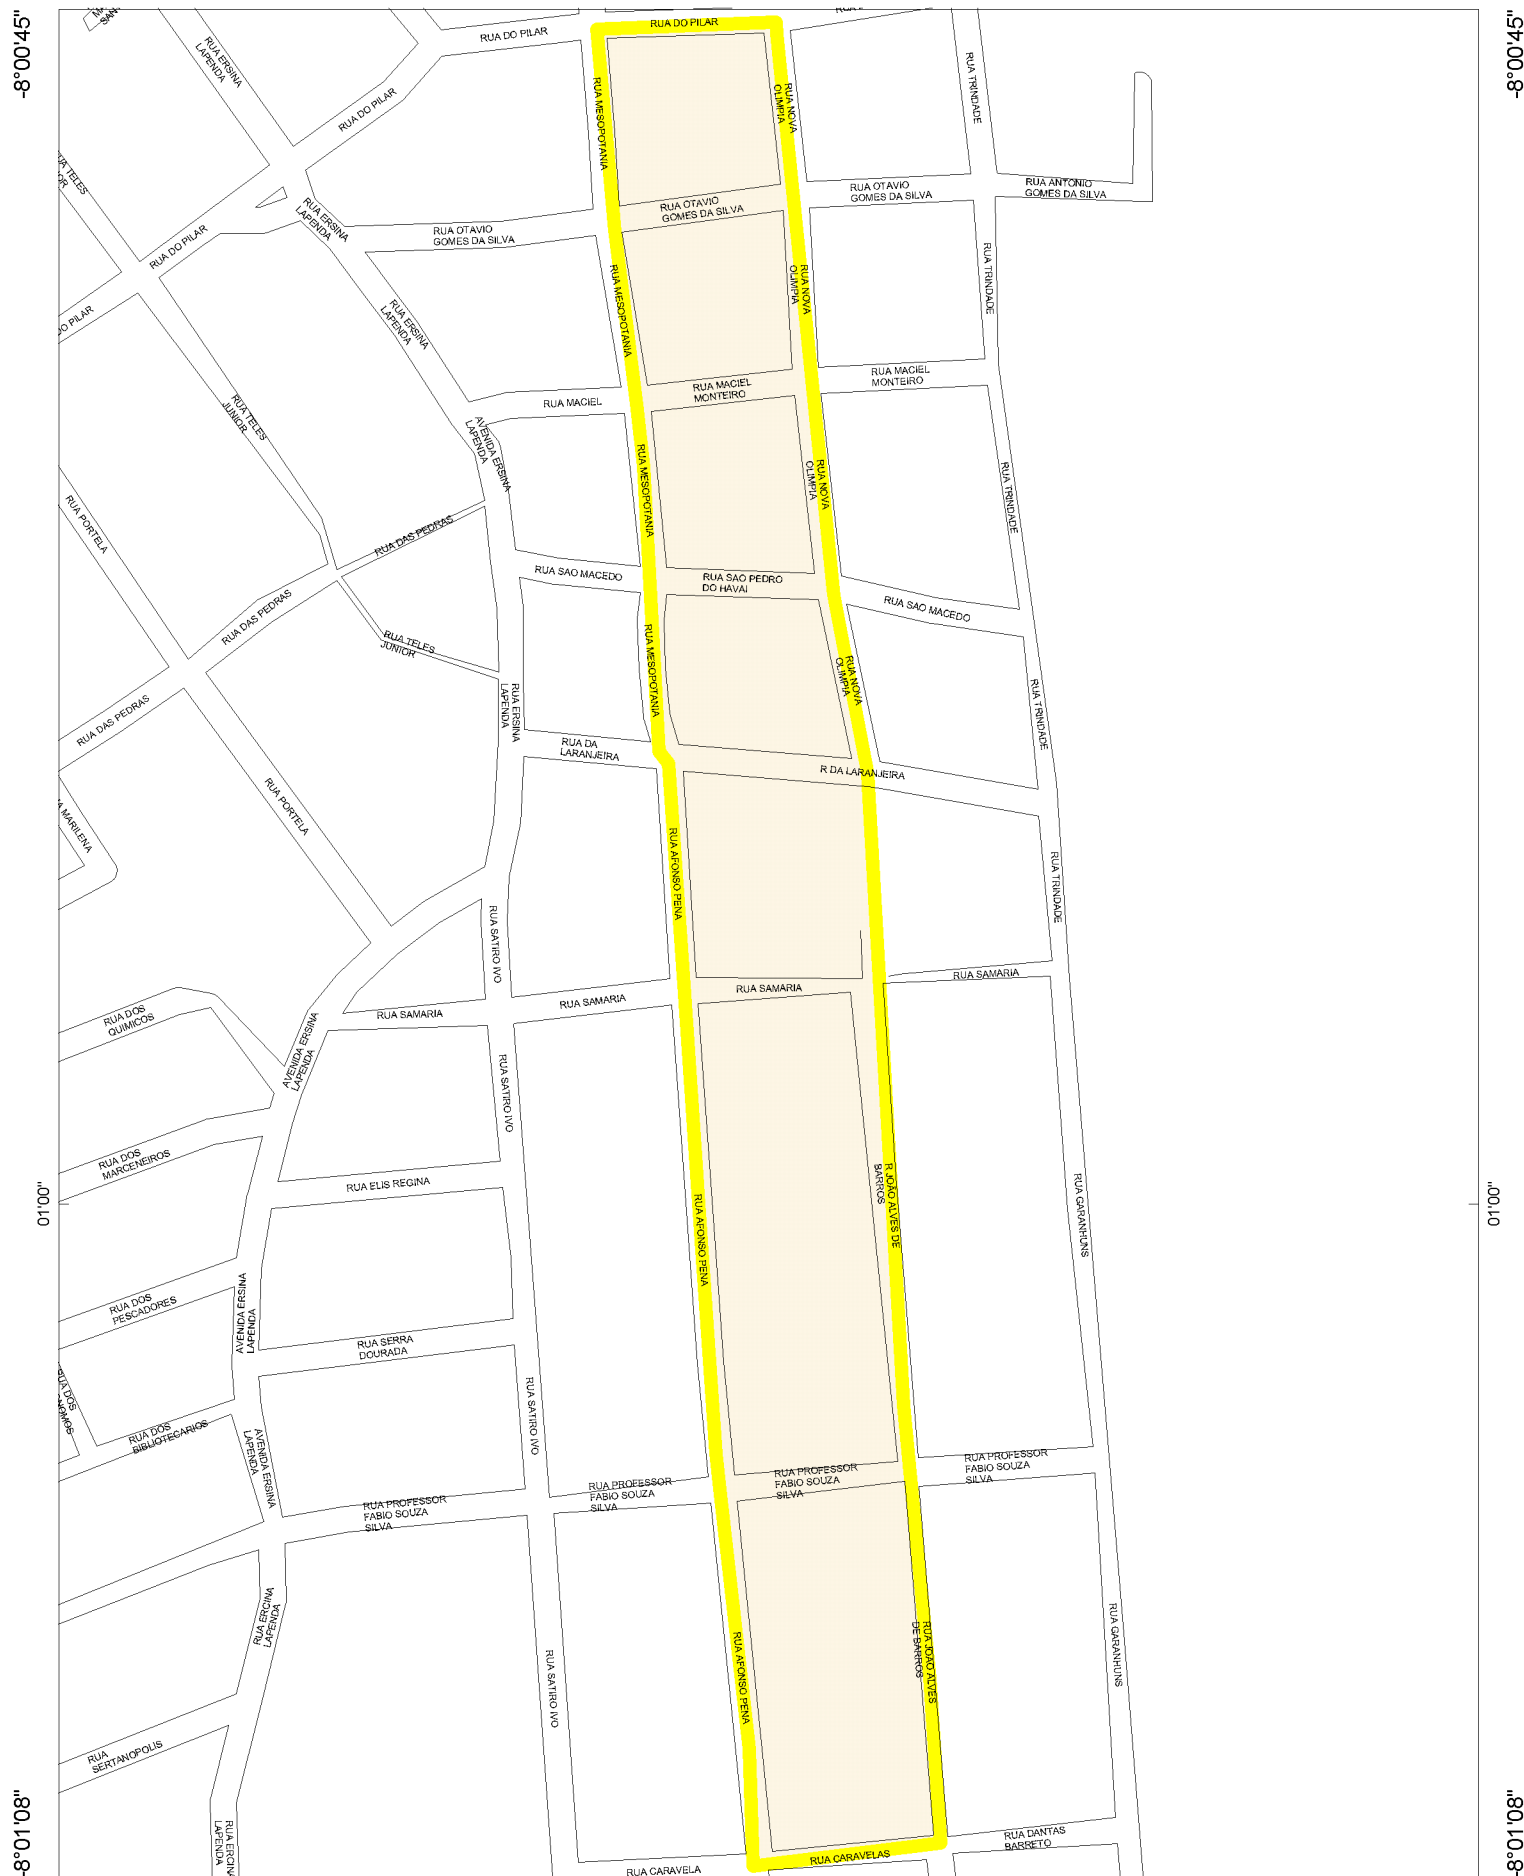 -8°00'45"
-8°00'45"
RUA DO PILAR
RUA DO PILAR
RUA ERSINA
LAPENDA
RUA MESOPOTANIA
RUA NOVA
OLIMPIA
RUA TRINDADE
RUA DO PILAR
RUA OTAVIO
GOMES DA SILVA
RUA ANTONIO
GOMES DA SILVA
RUA OTAVIO
GOMES DA SILVA
RUA ERSINA
LAPENDA
RUA OTAVIO
GOMES DA SILVA
RUA DO PILAR
DO PILAR
RUA MESOPOTANIA
RUA NOVA
OLIMPIA
RUA TRINDADE
RUA ERSINA
LAPENDA
RUA MACIEL
MONTEIRO
RUA MACIEL
MONTEIRO
RUA MACIEL
RUA TELES
JUNIOR
AVENIDA ERSINA
LAPENDA
RUA MESOPOTANIA
RUA NOVA
OLIMPIA
RUA TRINDADE
RUA PORTELA
RUA DAS PEDRAS
RUA SAO MACEDO
RUA SAO PEDRO
DO HAVAI
RUA SAO MACEDO
RUA DAS PEDRAS
RUA TELES
JUNIOR
RUA MESOPOTANIA
RUA NOVA
OLIMPIA
RUA TRINDADE
RUA DAS PEDRAS
RUA ERSINA
LAPENDA
RUA DA
LARANJEIRA
R DA LARANJEIRA
RUA PORTELA
MARILENA
RUA AFONSO PENA
RUA TRINDADE
RUA SATIRO IVO
RUA SAMARIA
RUA SAMARIA
RUA SAMARIA
RUA SAMARIA
RUA DOS
QUIMICOS
AVENIDA ERSINA
LAPENDA
RUA SATIRO IVO
RUA DOS
MARCENEIROS
RUA ELIS REGINA
01'00"
01'00"
RUA AFONSO PENA
R JOÃO ALVES DE
BARROS
RUA GARANHUNS
RUA DOS
PESCADORES
AVENIDA ERSINA
LAPENDA
RUA SERRA
DOURADA
RUA DOS
RUA DOS
BIBLIOTECARIOS
AVENIDA ERSINA
LAPENDA
RUA SATIRO IVO
RUA PROFESSOR
FABIO SOUZA
SILVA
RUA PROFESSOR
FABIO SOUZA
SILVA
RUA PROFESSOR
FABIO SOUZA
SILVA
RUA PROFESSOR
FABIO SOUZA
SILVA
RUA ERCINA
LAPENDA
RUA SATIRO IVO
RUA AFONSO PENA
RUA JOÃO ALVES
DE BARROS
RUA GARANHUNS
RUA
SERTANOPOLIS
RUA ERCINA
LAPENDA
RUA CARAVELA
RUA CARAVELAS
RUA DANTAS
BARRETO
-8°01'08"
-8°01'08"